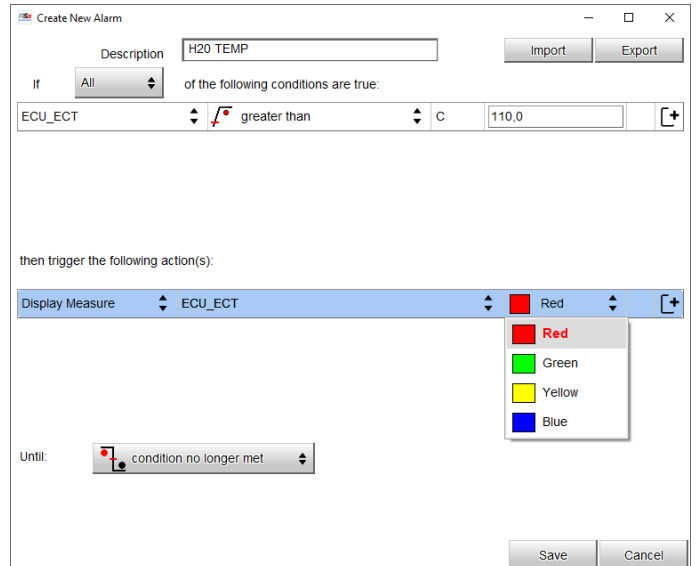 Create New Alarm
Description H20 TEMP Import Export
If All of the following conditions are true:
ECU_ECT greater than C 110,0
then trigger the following action(s):
Display Measure ECU_ECT Red
Red
Green
Yellow
Blue
Until: condition no longer met
Save Cancel